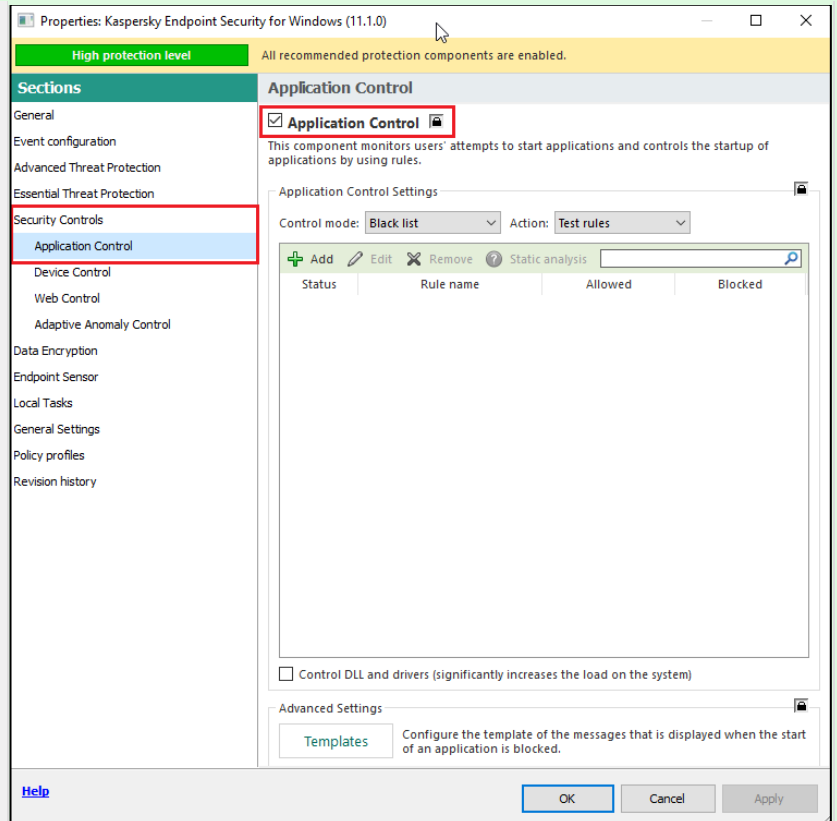 Properties: Kaspersky Endpoint Security for Windows (11.1.0)
High protection level
All recommended protection components are enabled.
Sections
General
Event configuration
Advanced Threat Protection
Essential Threat Protection
Security Controls
Application Control
Device Control
Web Control
Adaptive Anomaly Control
Data Encryption
Endpoint Sensor
Local Tasks
General Settings
Policy profiles
Revision history
Application Control
Application Control
This component monitors users' attempts to start applications and controls the startup of
applications by using rules.
Application Control Settings
Control mode: Black list Action: Test rules
Add Edit Remove Static analysis
Status Rule name Allowed Blocked
Control DLL and drivers (significantly increases the load on the system)
Advanced Settings
Templates
Configure the template of the messages that is displayed when the start
of an application is blocked.
Help
OK Cancel Apply